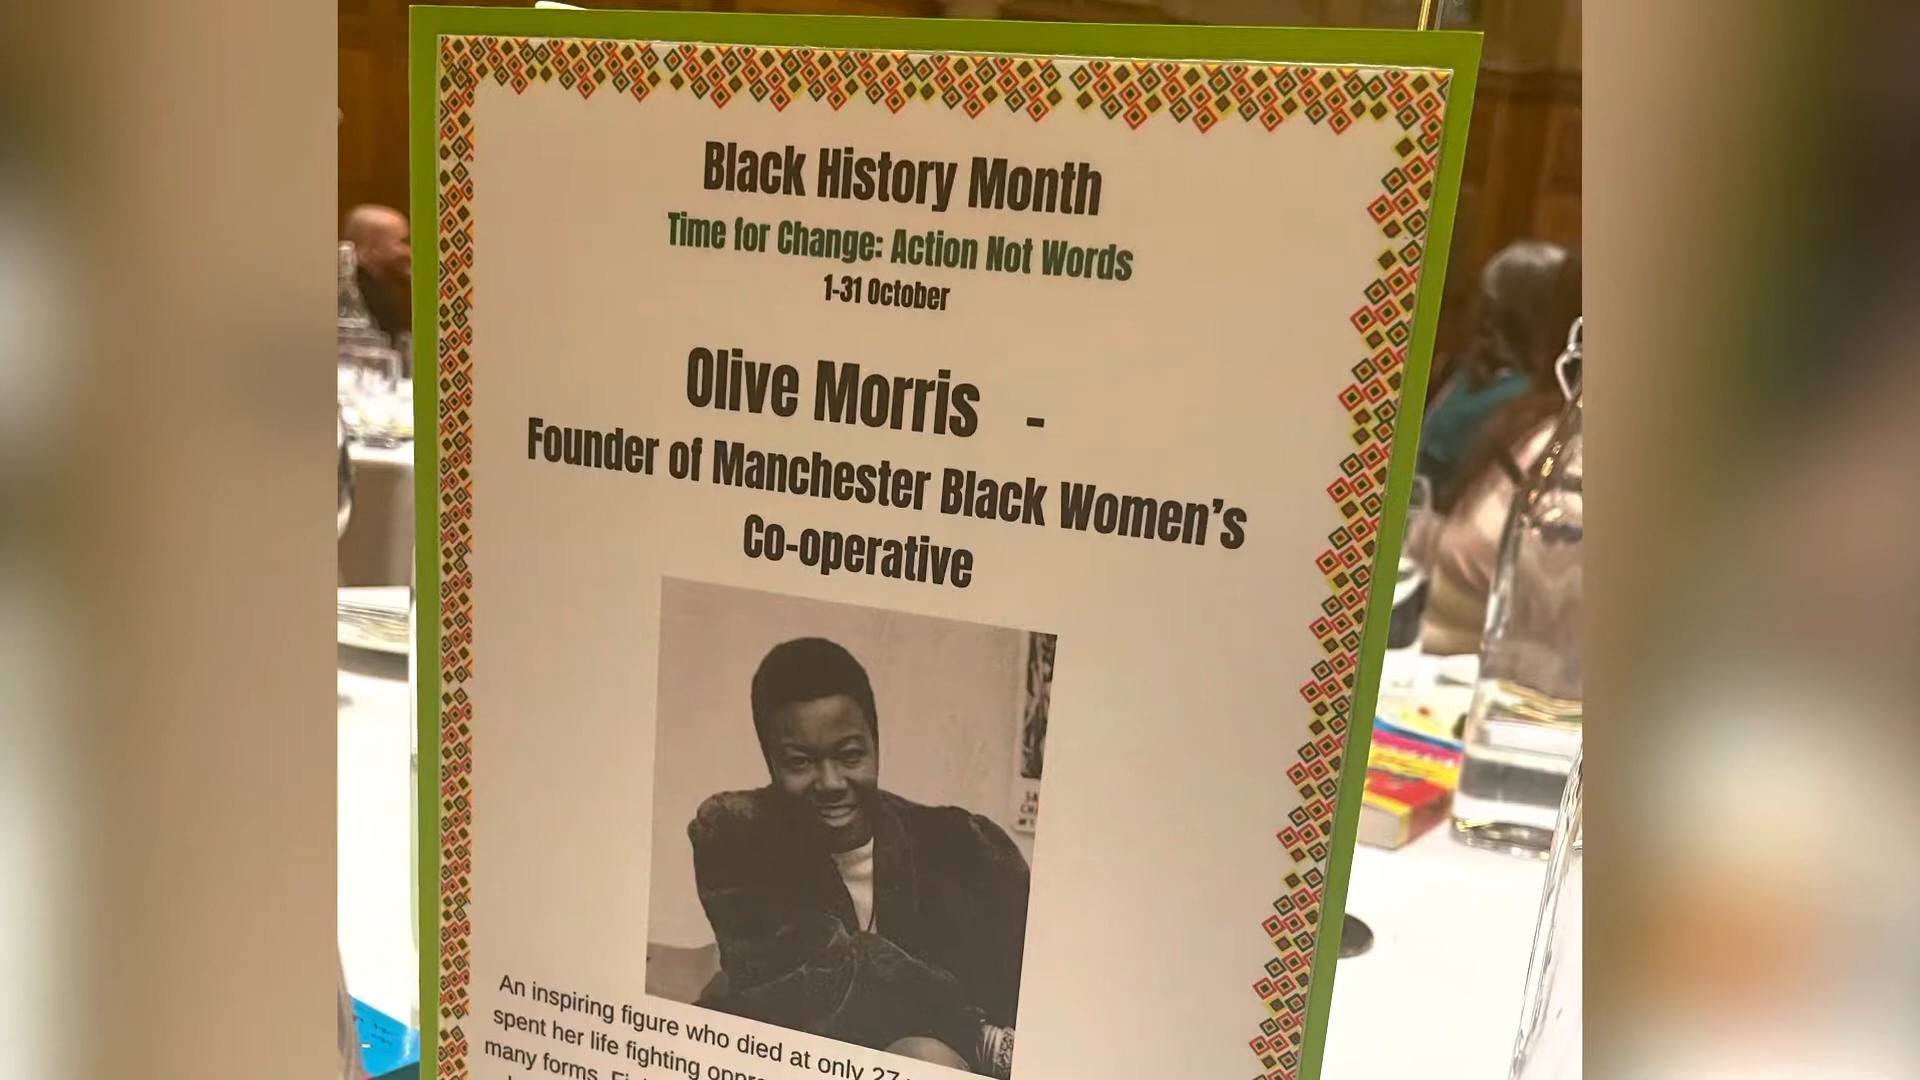 Black History Month
Time for Change: Action Not Words
1-31 October
Olive Morris -
Founder of Manchester Black Women's
Co-operative
An inspiring figure who died at only 27
spent her life fighting
many forms.